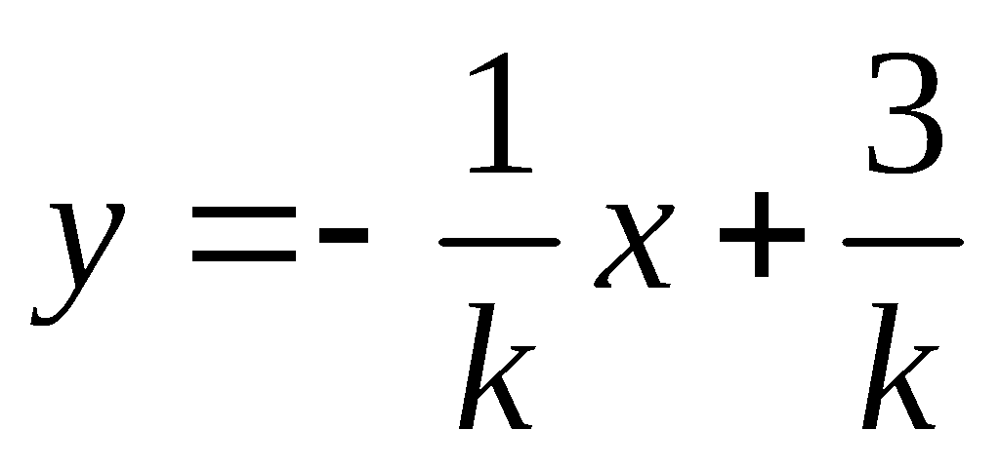 y = - 1/k x + 3/k